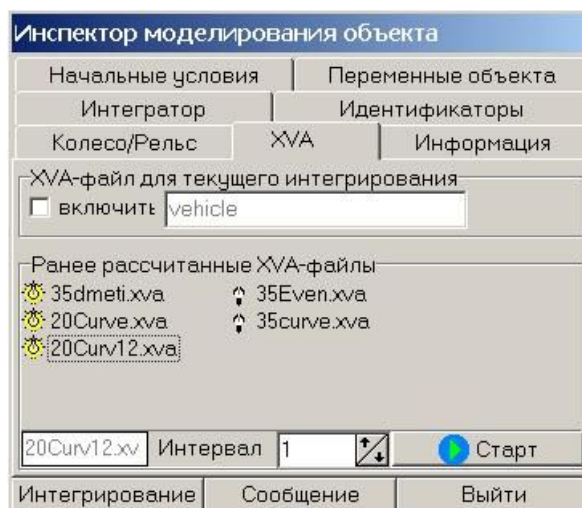 Инспектор моделирования объекта
Начальные условия Переменные объекта
Интегратор Идентификаторы
Колесо/Рельс XVA Информация
XVA-файл для текущего интегрирования
включить vehicle
Ранее рассчитанные XVA-файлы
35dmeti.xva 35Even.xva
20Curve.xva 35curve.xva
20Curv12.xva
20Curv12.xv Интервал 1 Старт
Интегрирование Сообщение Выйти